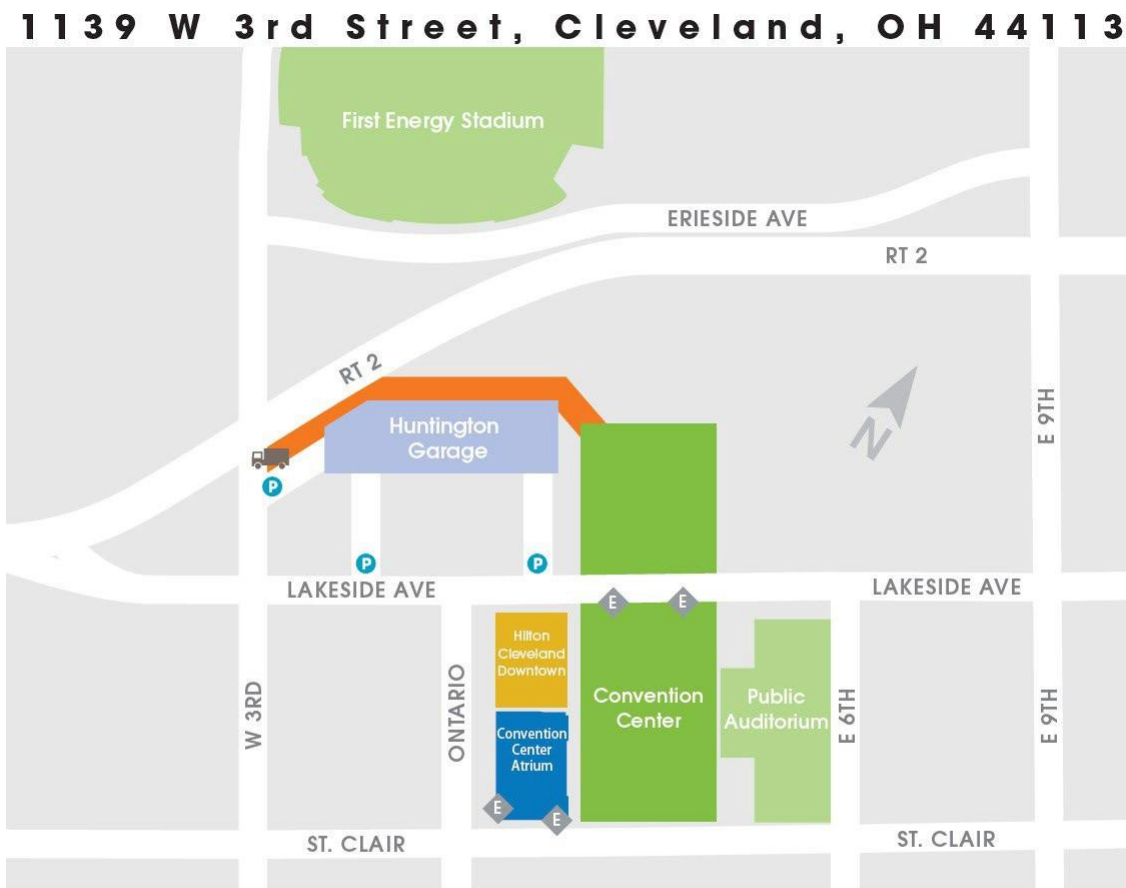 1139 W 3rd Street, Cleveland, OH 44113
First Energy Stadium
ERIESIDE AVE
RT 2
RT 2
E 9TH
N
Huntington
Garage
P
P
P
LAKESIDE AVE
LAKESIDE AVE
E
E
Hilton
Cleveland
Downtown
W 3RD
ONTARIO
Convention
Center
Public
Auditorium
E 6TH
E 9TH
Convention
Center
Atrium
E
E
ST. CLAIR
ST. CLAIR